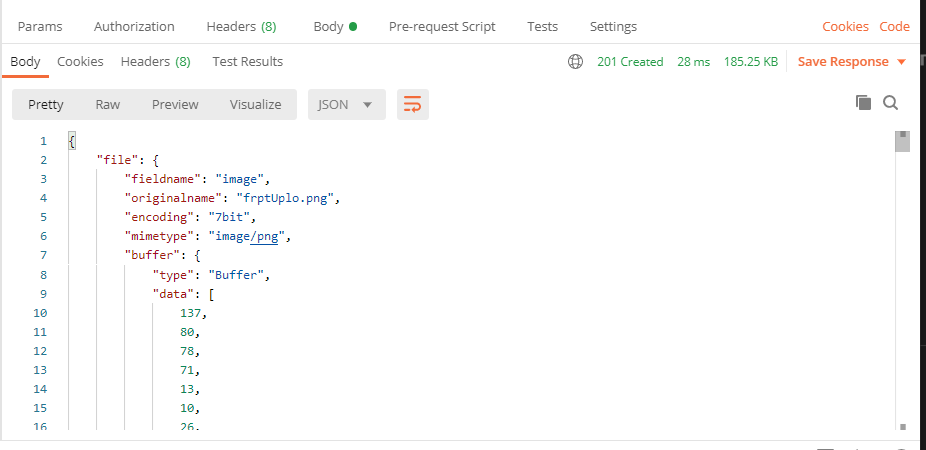 Params Authorization Headers (8) Body Pre-request Script Tests Settings Cookies Code
Body Cookies Headers (8) Test Results 201 Created 28 ms 185.25 KB Save Response
Pretty Raw Preview Visualize JSON
1 {
2 "file": {
3 "fieldname": "image",
4 "originalname": "frptUplo.png",
5 "encoding": "7bit",
6 "mimetype": "image/png",
7 "buffer": {
8 "type": "Buffer",
9 "data": [
10 137,
11 80,
12 78,
13 71,
14 13,
15 10,
16 26,